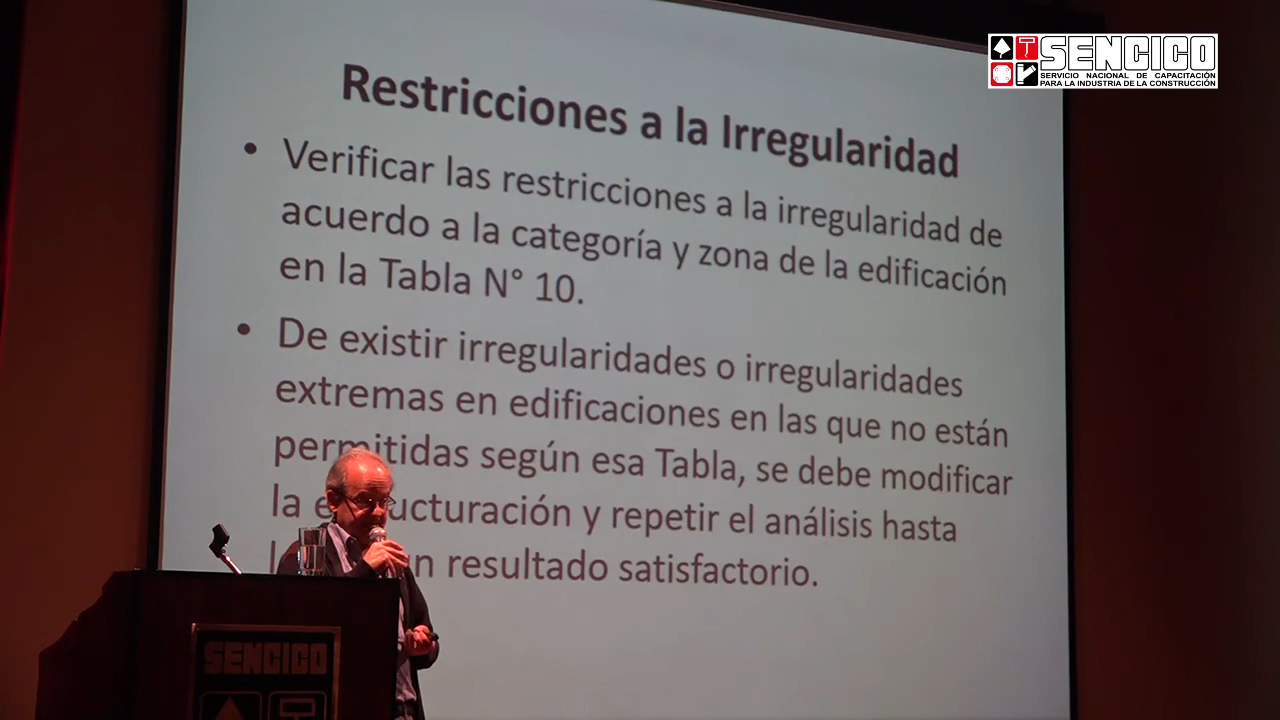 SENCICO
SERVICIO NACIONAL DE CAPACITACIÓN
PARA LA INDUSTRIA DE LA CONSTRUCCIÓN
Restricciones a la Irregularidad
• Verificar las restricciones a la irregularidad de
acuerdo a la categoría y zona de la edificación
en la Tabla N° 10.
• De existir irregularidades o irregularidades
extremas en edificaciones en las que no están
permitidas según esa Tabla, se debe modificar
la estructuración y repetir el análisis hasta
resultado satisfactorio.
SENCICO